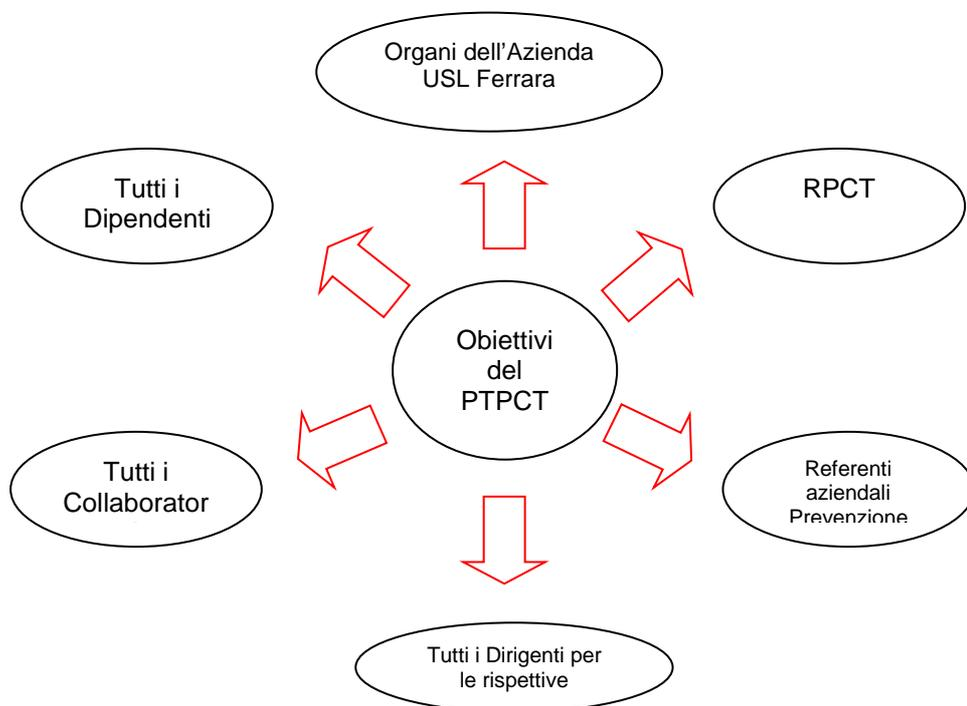 Organi dell’Azienda
USL Ferrara
Tutti i
Dipendenti
RPCT
Obiettivi
del
PTPCT
Tutti i
Collaborator
Referenti
aziendali
Prevenzione
Tutti i Dirigenti per
le rispettive